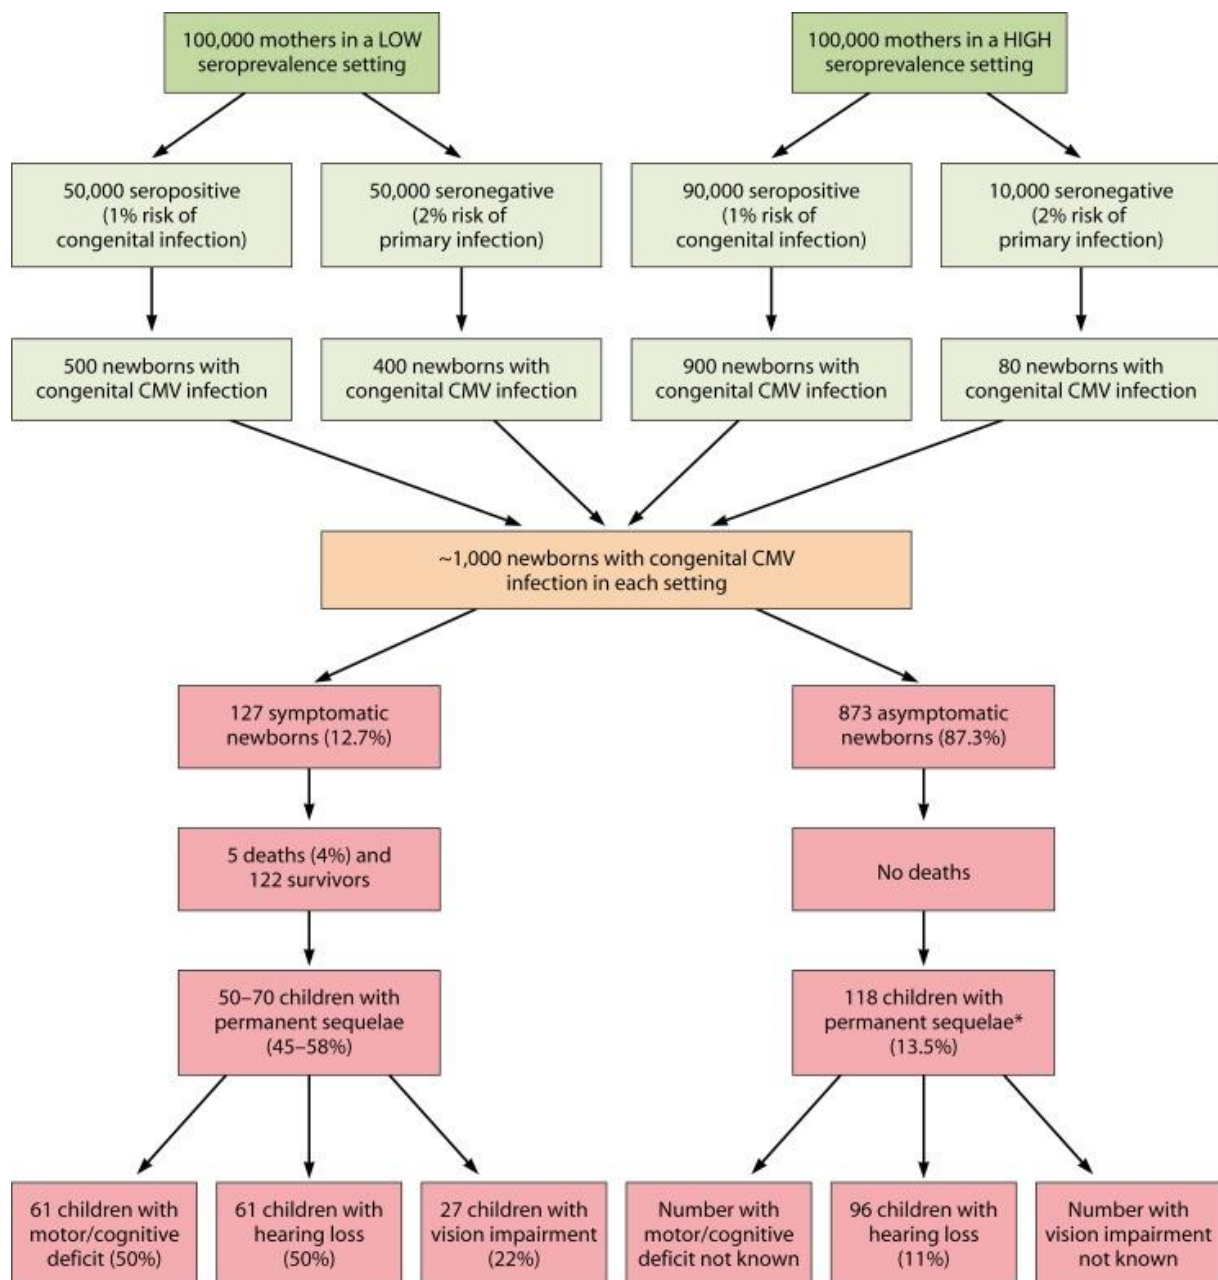 100,000 mothers in a LOW
seroprevalence setting
100,000 mothers in a HIGH
seroprevalence setting
50,000 seropositive
(1% risk of
congenital infection)
50,000 seronegative
(2% risk of
primary infection)
90,000 seropositive
(1% risk of
congenital infection)
10,000 seronegative
(2% risk of
primary infection)
500 newborns with
congenital CMV infection
400 newborns with
congenital CMV infection
900 newborns with
congenital CMV infection
80 newborns with
congenital CMV infection
~1,000 newborns with congenital CMV
infection in each setting
127 symptomatic
newborns (12.7%)
873 asymptomatic
newborns (87.3%)
5 deaths (4%) and
122 survivors
No deaths
50–70 children with
permanent sequelae
(45–58%)
118 children with
permanent sequelae*
(13.5%)
61 children with
motor/cognitive
deficit (50%)
61 children with
hearing loss
(50%)
27 children with
vision impairment
(22%)
Number with
motor/cognitive
deficit not known
96 children with
hearing loss
(11%)
Number with
vision impairment
not known